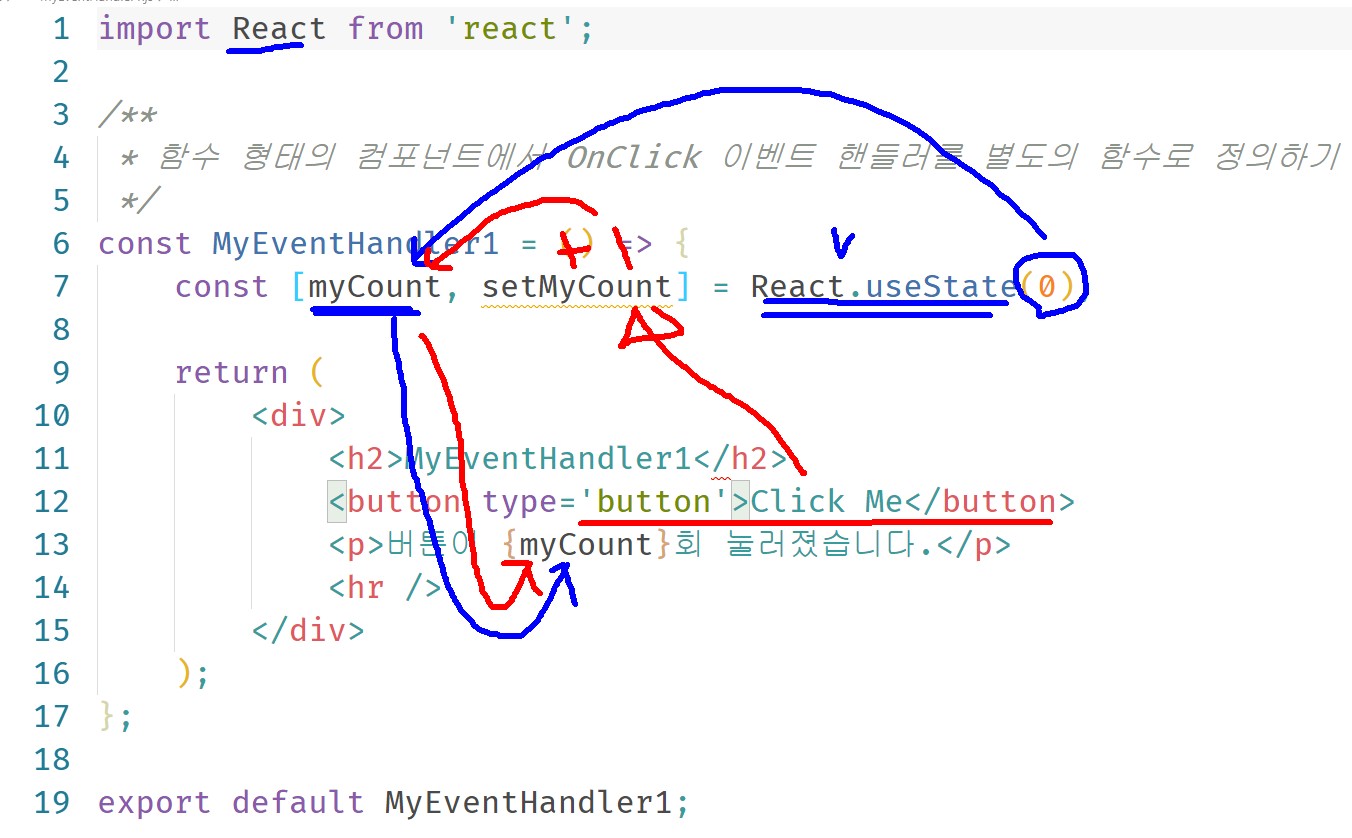 1 import React from 'react';
2
3 /**
4 * 함수 형태의 컴포넌트에서 OnClick 이벤트 핸들러를 별도의 함수로 정의하기
5 */
6 const MyEventHandler1 = () => {
7 const [myCount, setMyCount] = React.useState(0)
8
9 return (
10 <div>
11 <h2>MyEventHandler1</h2>
12 <button type='button'>Click Me</button>
13 <p>버튼이 {myCount}회 눌러졌습니다.</p>
14 <hr />
15 </div>
16 );
17 };
18
19 export default MyEventHandler1;